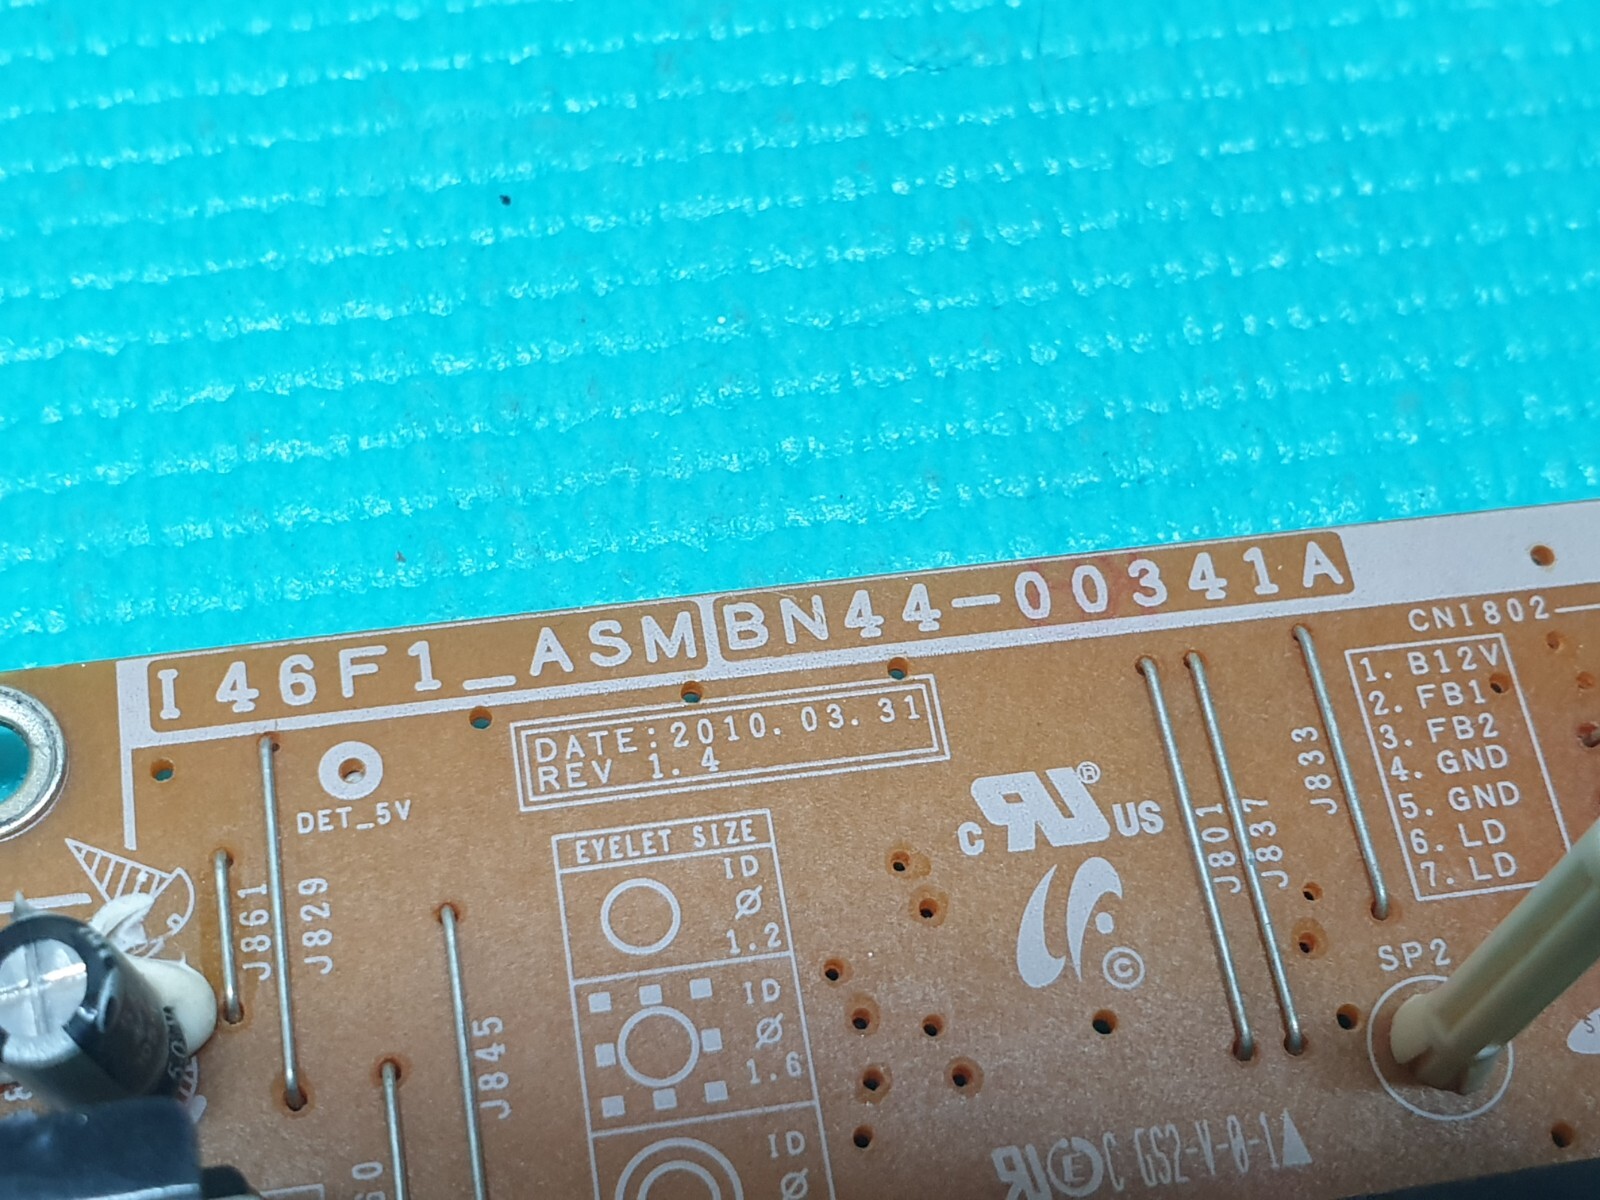 I46F1_ASM BN44-00341A
DATE:2010.03.31
REV 1.4
DET_5V
CNI802
1. B12V
2. FB1
3. FB2
4. GND
5. GND
6. LD
7. LD
EYELET SIZE
ID
Ø
1.2
ID
Ø
1.6
ID
Ø
C UR ® US
©
J861
J829
J845
J801
J837
J833
SP2